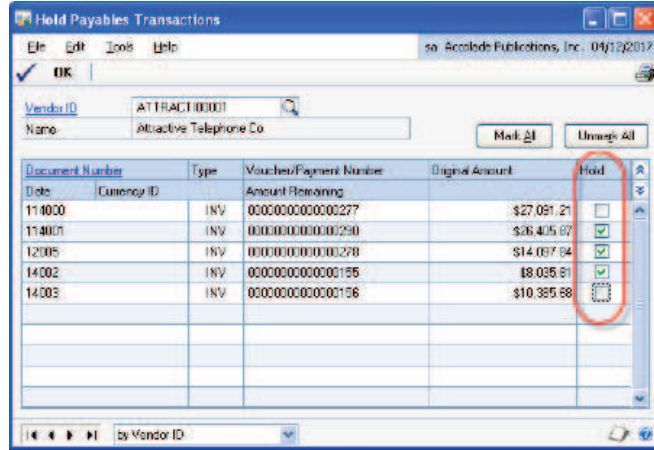 Hold Payables Transactions
File Edit Tools Help sa Accolade Publications, Inc. 04/12/2017
OK
Vendor ID ATTRACTI0001
Name Attractive Telephone Co.
Mark All Unmark All
Document Number Type Voucher/Payment Number Original Amount Hold
Date Currency ID Amount Remaining
114000 INV 00000000000000277 $27,091.21
114001 INV 00000000000000290 $26,405.87
12005 INV 00000000000000278 $14,097.84
14002 INV 00000000000000155 $8,035.81
14003 INV 00000000000000156 $10,385.68
by Vendor ID